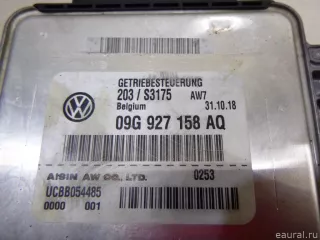 GETRIEBESTEUERUNG
203 / S3175 AW7
Belgium 31.10.18
09G 927 158 AQ
AISIN AW CO., LTD. 0253
UCBB054485
0000 001
eaural.ru